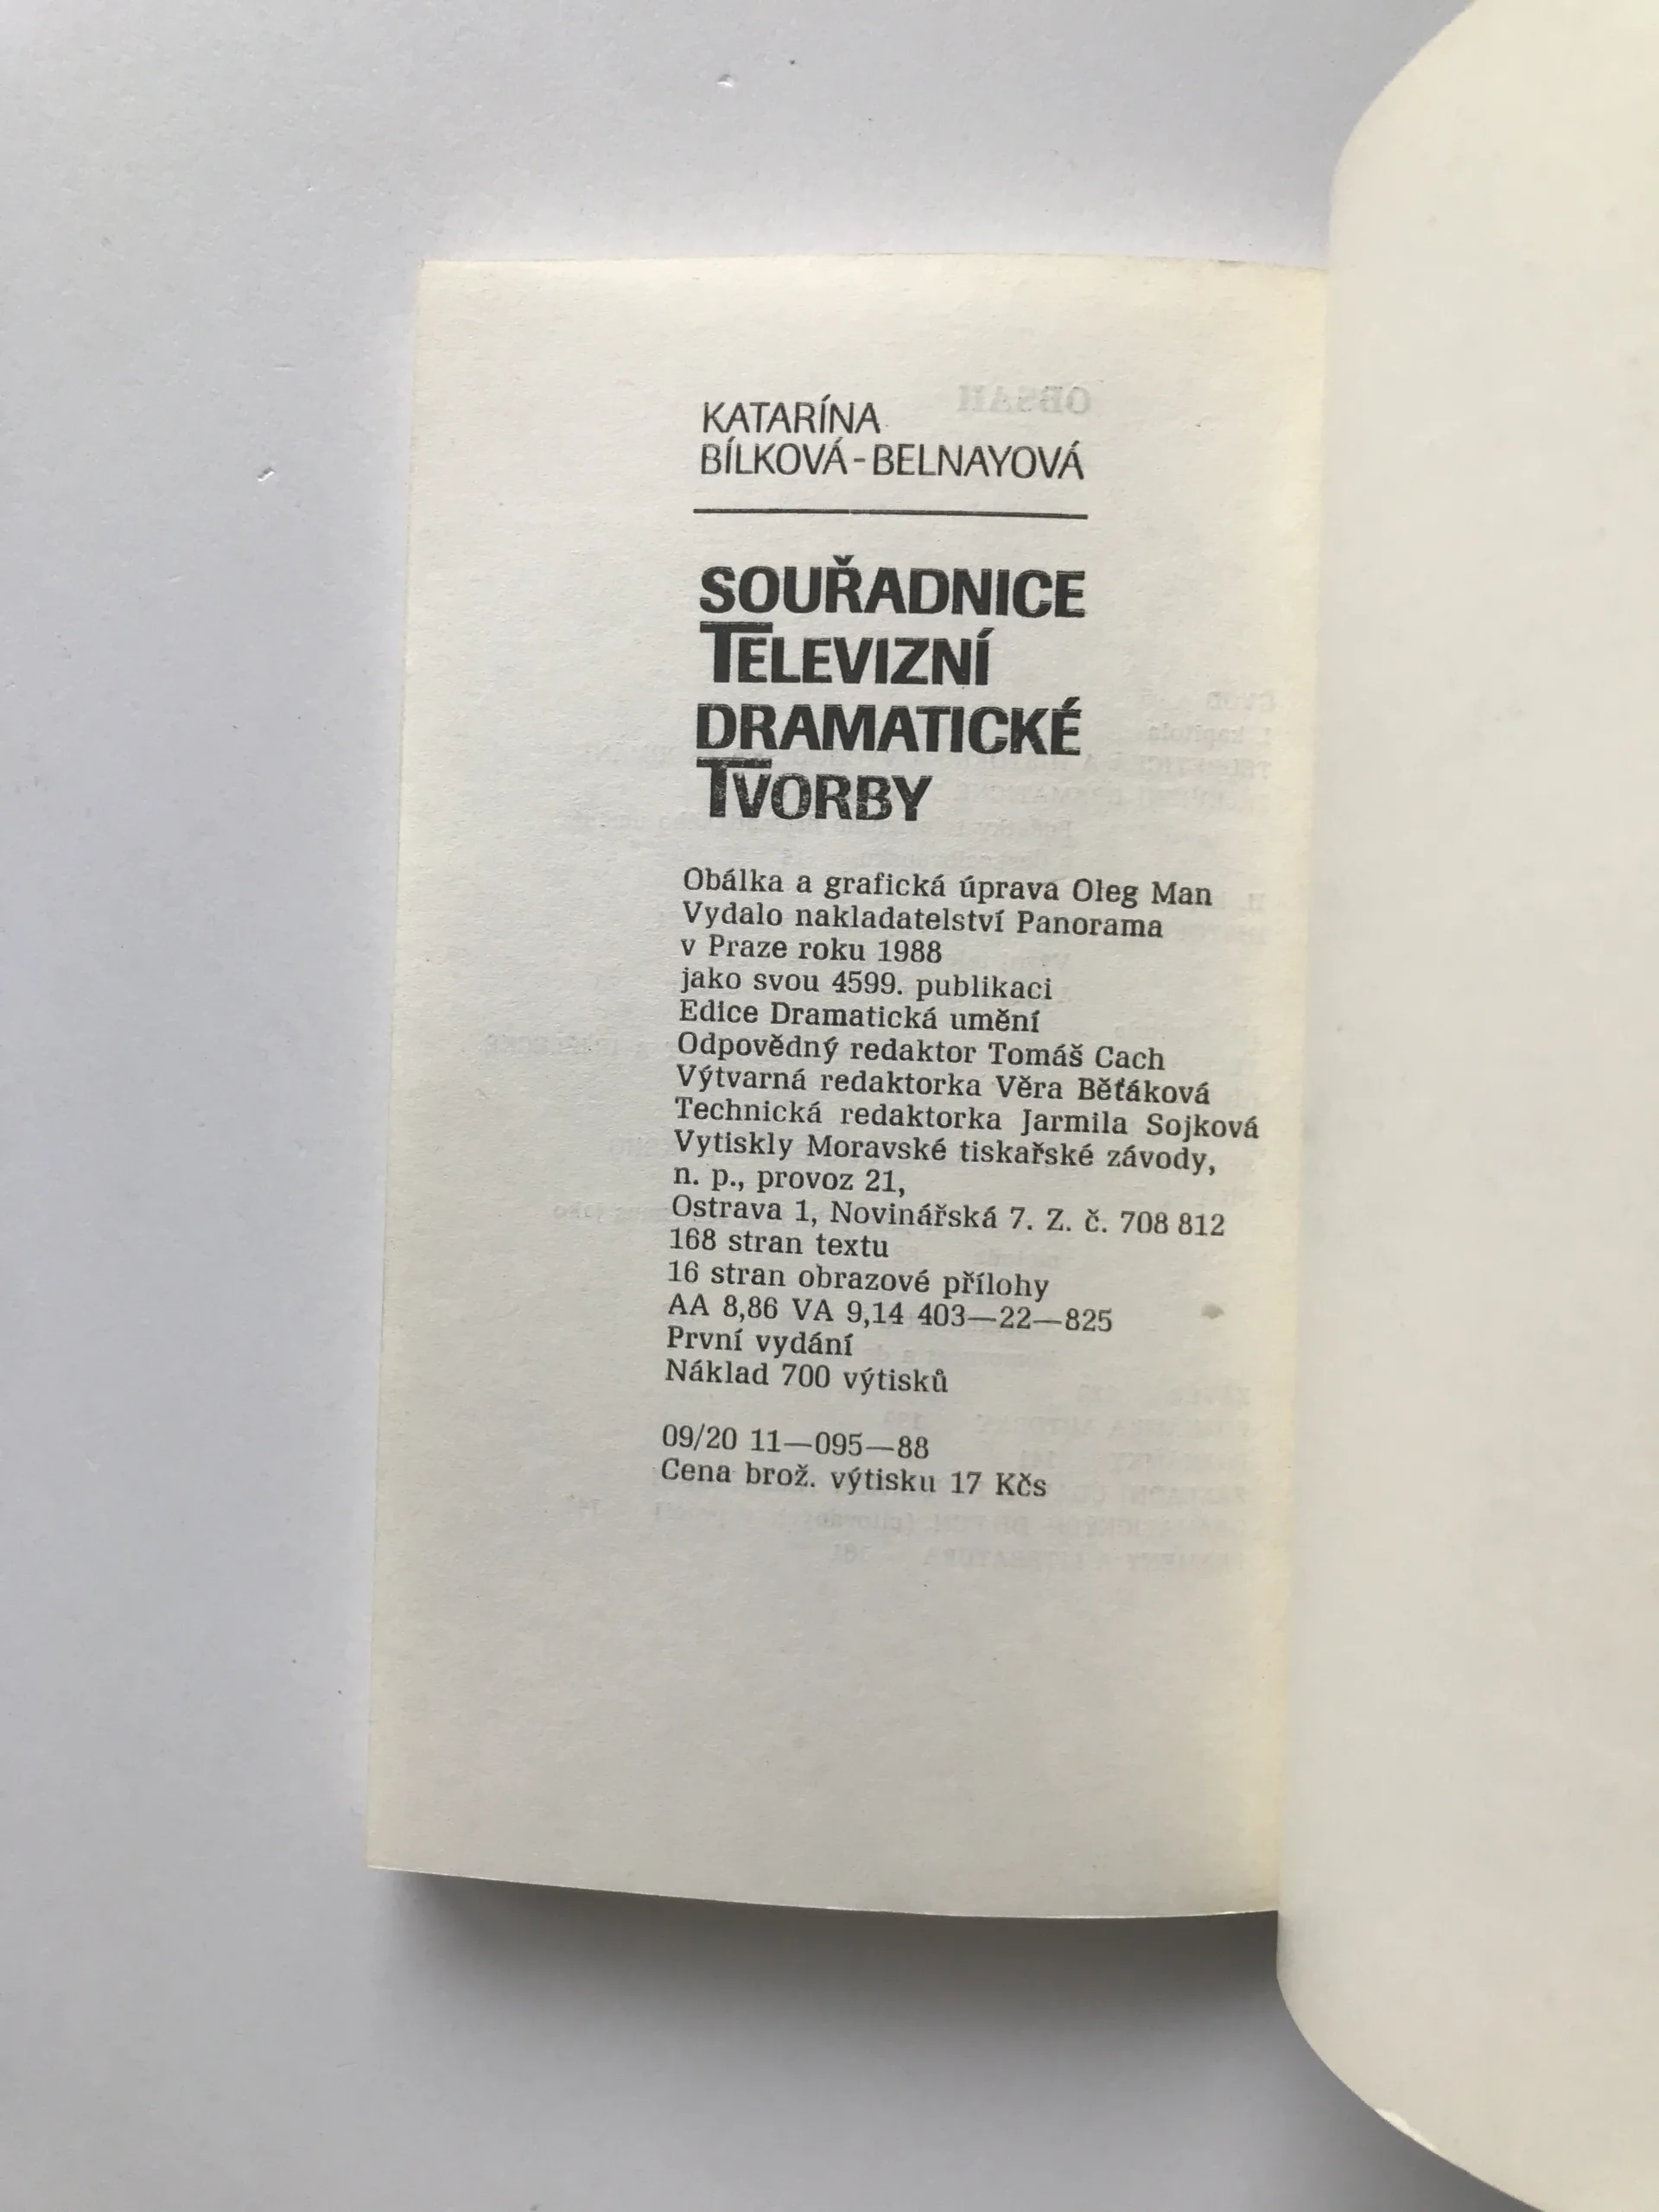 KATARÍNA
BÍLKOVÁ-BELNAYOVÁ
SOUŘADNICE
TELEVIZNÍ
DRAMATICKÉ
TVORBY
Obálka a grafická úprava Oleg Man
Vydalo nakladatelství Panorama
v Praze roku 1988
jako svou 4599. publikaci
Edice Dramatická umění
Odpovědný redaktor Tomáš Cach
Výtvarná redaktorka Věra Běťáková
Technická redaktorka Jarmila Sojková
Vytiskly Moravské tiskařské závody,
n. p., provoz 21,
Ostrava 1, Novinářská 7. Z. č. 708 812
168 stran textu
16 stran obrazové přílohy
AA 8,86 VA 9,14 403—22—825
První vydání
Náklad 700 výtisků
09/20 11—095—88
Cena brož. výtisku 17 Kčs